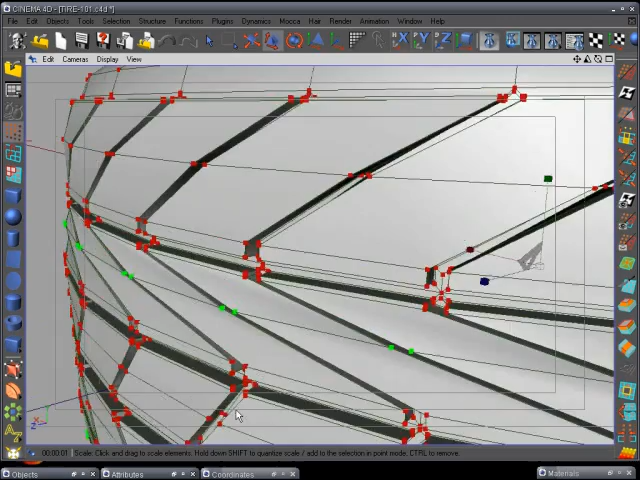 CINEMA 4D - [TIRE-101.c4d *]
File Edit Objects Tools Selection Structure Functions Plugins Dynamics Mocca Hair Render Animation Window Help
Edit Cameras Display View
00:00:01 Scale: Click and drag to scale elements. Hold down SHIFT to quantize scale / add to the selection in point mode, CTRL to remove.
Objects Attributes Coordinates Materials